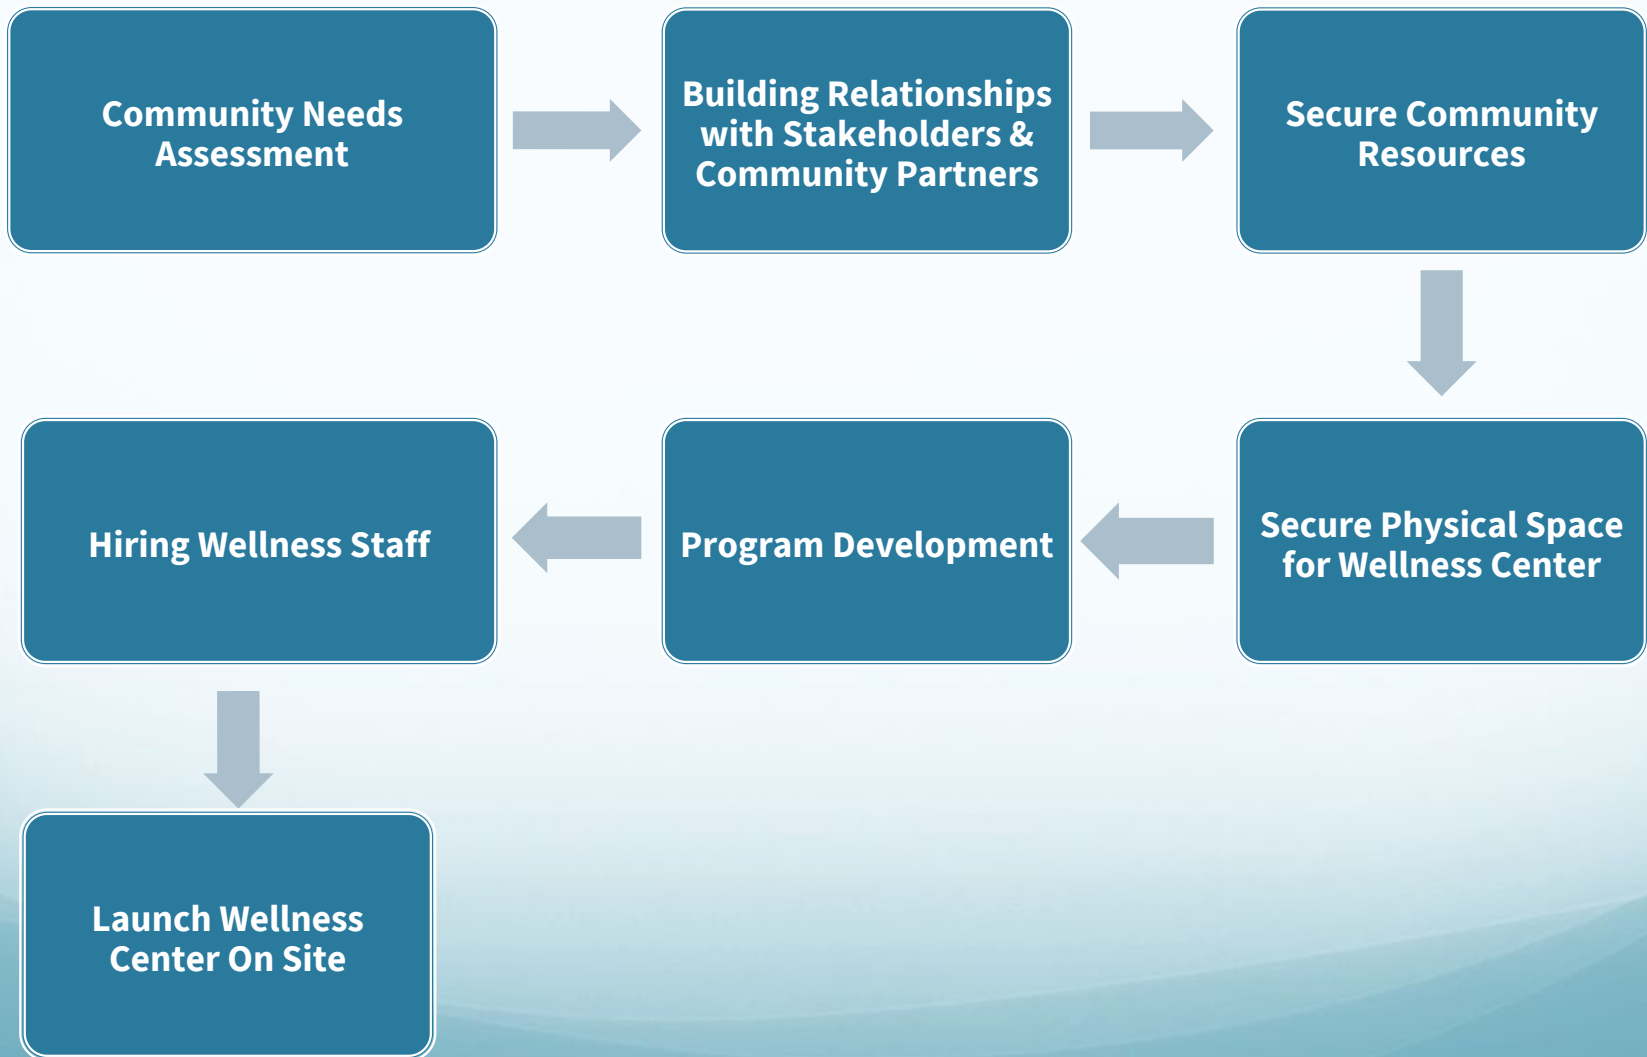 Community Needs
Assessment
Building Relationships
with Stakeholders &
Community Partners
Secure Community
Resources
Secure Physical Space
for Wellness Center
Program Development
Hiring Wellness Staff
Launch Wellness
Center On Site